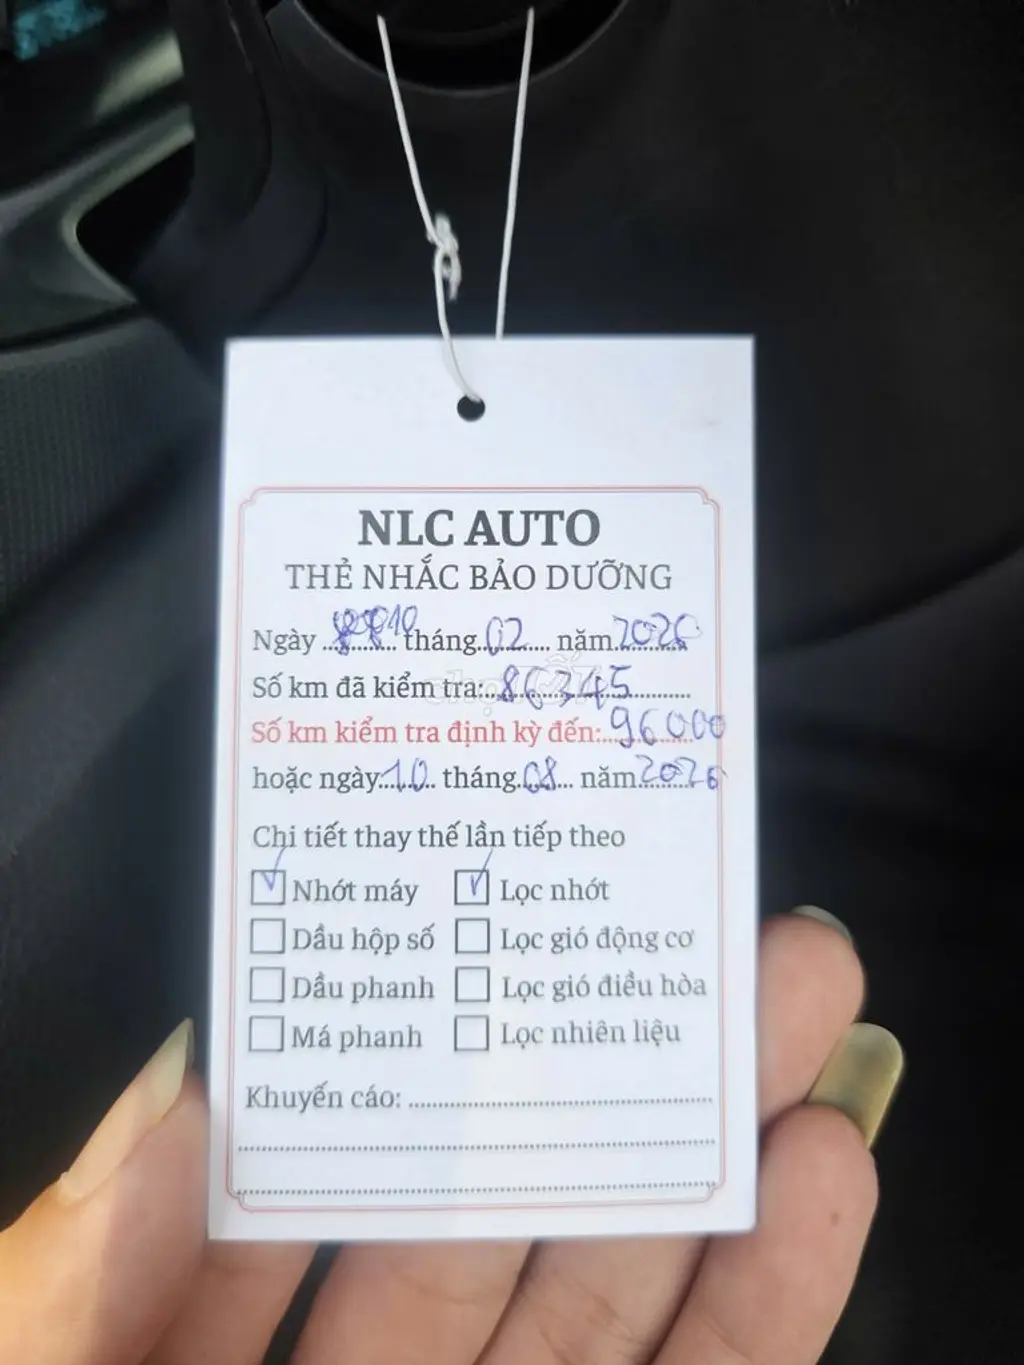 NLC AUTO
THẺ NHẮC BẢO DƯỠNG
Ngày 10 tháng 02 năm 2026
Số km đã kiểm tra: 86345
Số km kiểm tra định kỳ đến: 96000
hoặc ngày 10 tháng 08 năm 2026
Chi tiết thay thế lần tiếp theo
Nhớt máy Lọc nhớt
Dầu hộp số Lọc gió động cơ
Dầu phanh Lọc gió điều hòa
Má phanh Lọc nhiên liệu
Khuyến cáo: